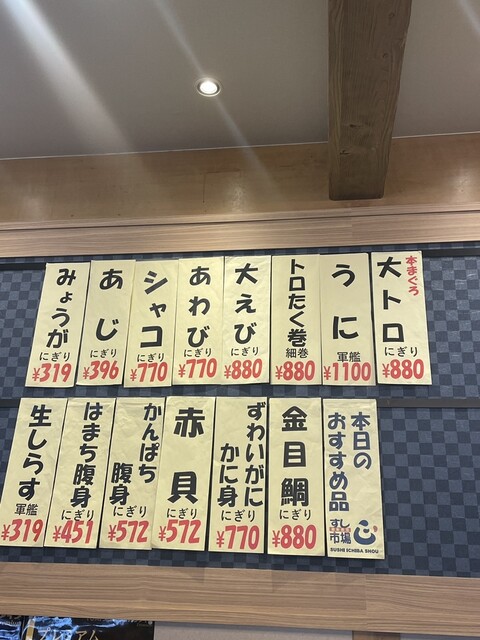 本まぐろ
大トロ
にぎり
¥880
うに
軍艦
¥1100
トロたく巻
細巻
¥880
大えび
にぎり
¥880
あわび
にぎり
¥770
シャコ
にぎり
¥770
あじ
にぎり
¥396
みょうが
にぎり
¥319
本日の
おすすめ品
すし
市場
SUSHI ICHIBA SHOU
金目鯛
にぎり
¥880
ずわいがに
かに身
にぎり
¥770
赤貝
にぎり
¥572
かんぱち
腹身
にぎり
¥572
はまち腹身
にぎり
¥451
生しらす
軍艦
¥319
プレミアム